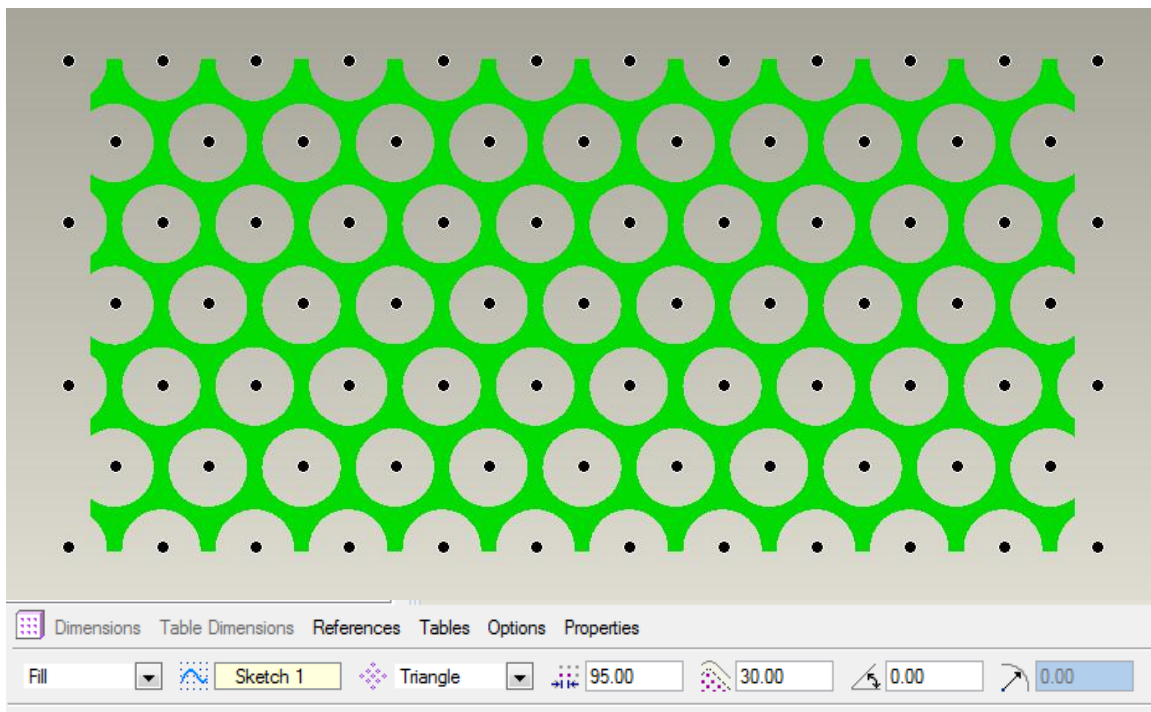 Dimensions Table Dimensions References Tables Options Properties
Fill Sketch 1 Triangle 95.00 30.00 0.00 0.00